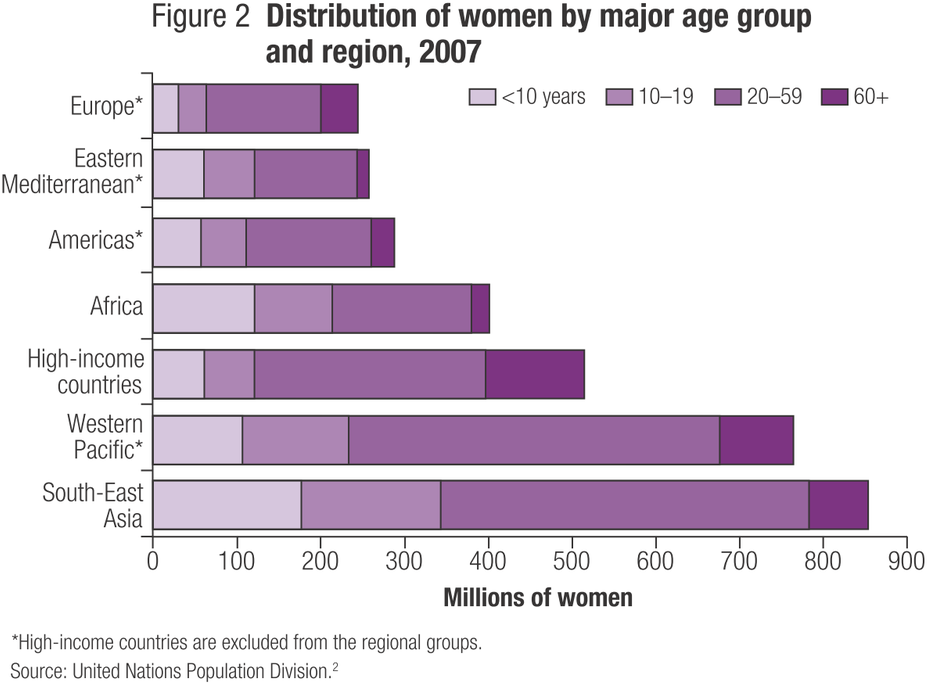 Figure 2 Distribution of women by major age group
and region, 2007
<10 years 10–19 20–59 60+
Europe*
Eastern
Mediterranean*
Americas*
Africa
High-income
countries
Western
Pacific*
South-East
Asia
0 100 200 300 400 500 600 700 800 900
Millions of women
*High-income countries are excluded from the regional groups.
Source: United Nations Population Division.²